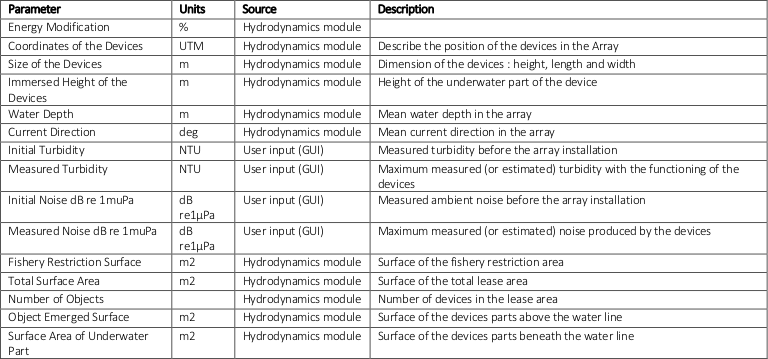 Parameter Units Source Description
Energy Modification % Hydrodynamics module
Coordinates of the Devices UTM Hydrodynamics module Describe the position of the devices in the Array
Size of the Devices m Hydrodynamics module Dimension of the devices : height, length and width
Immersed Height of the m Hydrodynamics module Height of the underwater part of the device
Devices
Water Depth m Hydrodynamics module Mean water depth in the array
Current Direction deg Hydrodynamics module Mean current direction in the array
Initial Turbidity NTU User input (GUI) Measured turbidity before the array installation
Measured Turbidity NTU User input (GUI) Maximum measured (or estimated) turbidity with the functioning of the
devices
Initial Noise dB re 1muPa dB User input (GUI) Measured ambient noise before the array installation
re1µPa
Measured Noise dB re 1muPa dB User input (GUI) Maximum measured (or estimated) noise produced by the devices
re1µPa
Fishery Restriction Surface m2 Hydrodynamics module Surface of the fishery restriction area
Total Surface Area m2 Hydrodynamics module Surface of the total lease area
Number of Objects Hydrodynamics module Number of devices in the lease area
Object Emerged Surface m2 Hydrodynamics module Surface of the devices parts above the water line
Surface Area of Underwater m2 Hydrodynamics module Surface of the devices parts beneath the water line
Part